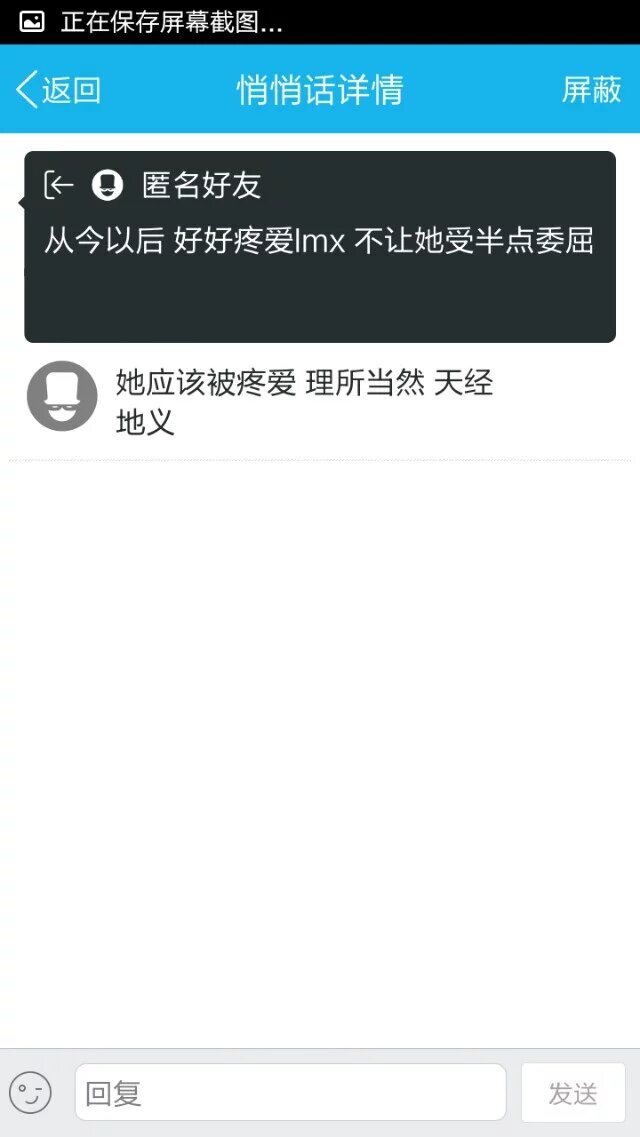 正在保存屏幕截图...
返回
悄悄话详情
屏蔽
匿名好友
从今以后 好好疼爱lmx 不让她受半点委屈
她应该被疼爱 理所当然 天经
地义
回复
发送